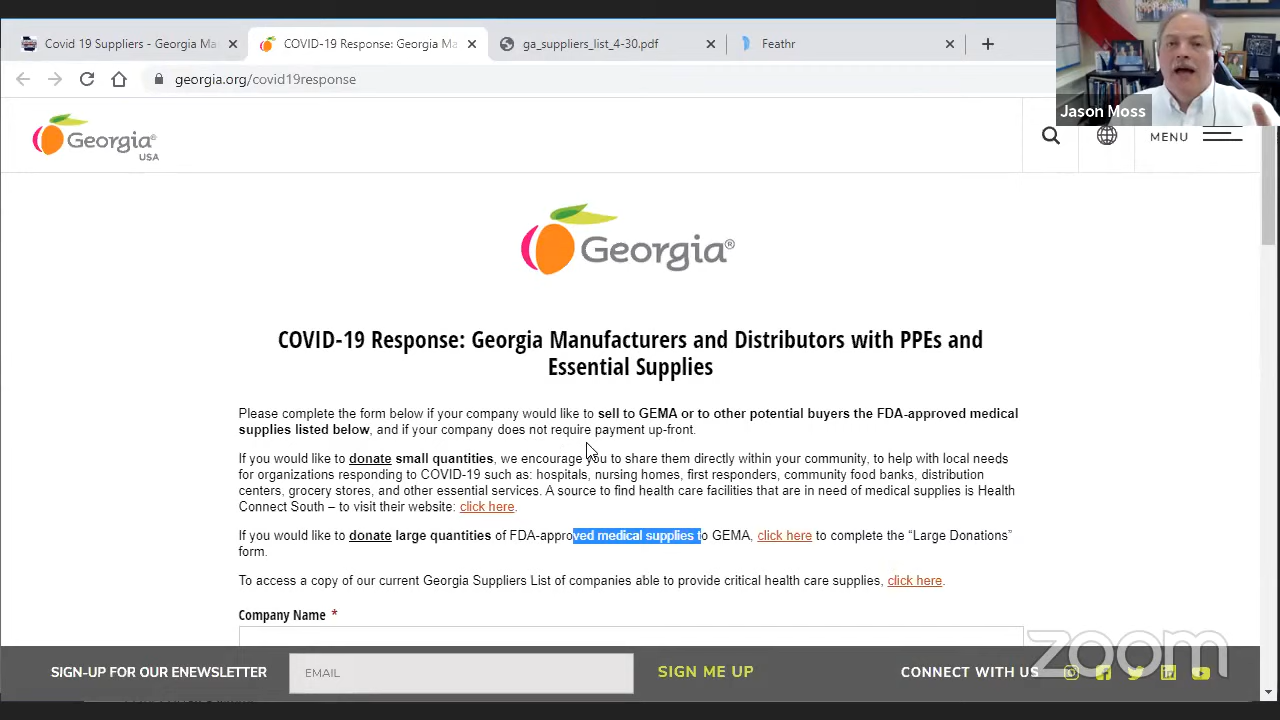 Covid 19 Suppliers - Georgia Ma
COVID-19 Response: Georgia Ma
ga_suppliers_list_4-30.pdf
Feathr
georgia.org/covid19response
Jason Moss
Georgia®
USA
MENU
Georgia®
COVID-19 Response: Georgia Manufacturers and Distributors with PPEs and
Essential Supplies
Please complete the form below if your company would like to sell to GEMA or to other potential buyers the FDA-approved medical
supplies listed below, and if your company does not require payment up-front.
If you would like to donate small quantities, we encourage you to share them directly within your community, to help with local needs
for organizations responding to COVID-19 such as: hospitals, nursing homes, first responders, community food banks, distribution
centers, grocery stores, and other essential services. A source to find health care facilities that are in need of medical supplies is Health
Connect South – to visit their website: click here.
If you would like to donate large quantities of FDA-approved medical supplies to GEMA, click here to complete the “Large Donations”
form.
To access a copy of our current Georgia Suppliers List of companies able to provide critical health care supplies, click here.
Company Name *
SIGN-UP FOR OUR ENEWSLETTER
EMAIL
SIGN ME UP
CONNECT WITH US
zoom